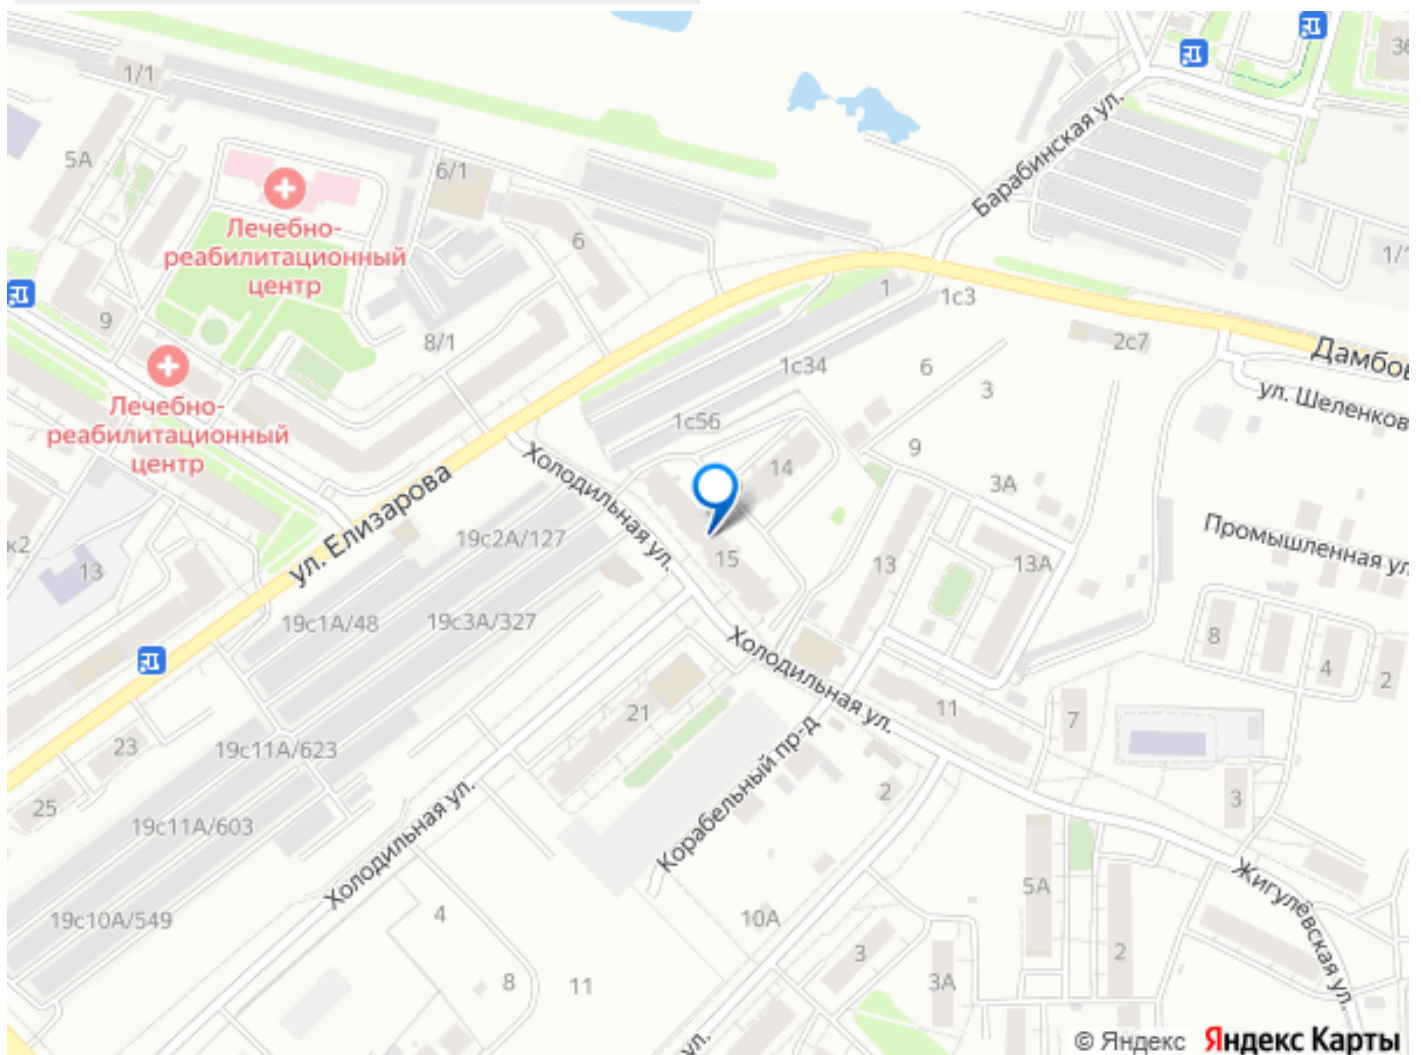 36
1/1
5А
6/1
Барабинская ул.
Лечебно-
реабилитационный
центр
6
1/1
1
1с3
9
8/1
2с7
Дамбов
1с34
6
3
ул. Шеленков
Лечебно-
реабилитационный
центр
1с56
9
Холодильная ул.
14
3А
ул. Елизарова
19с2А/127
Промышленная ул.
к2
13
15
13
13А
19с1А/48
19с3А/327
Холодильная ул.
8
4
2
21
11
7
23
19с11А/623
Корабельный пр-д
25
2
3
19с11А/603
Холодильная ул.
5А
Жигулёвская ул.
19с10А/549
4
10А
3
2
8
11
3А
ул.
© Яндекс Яндекс Карты